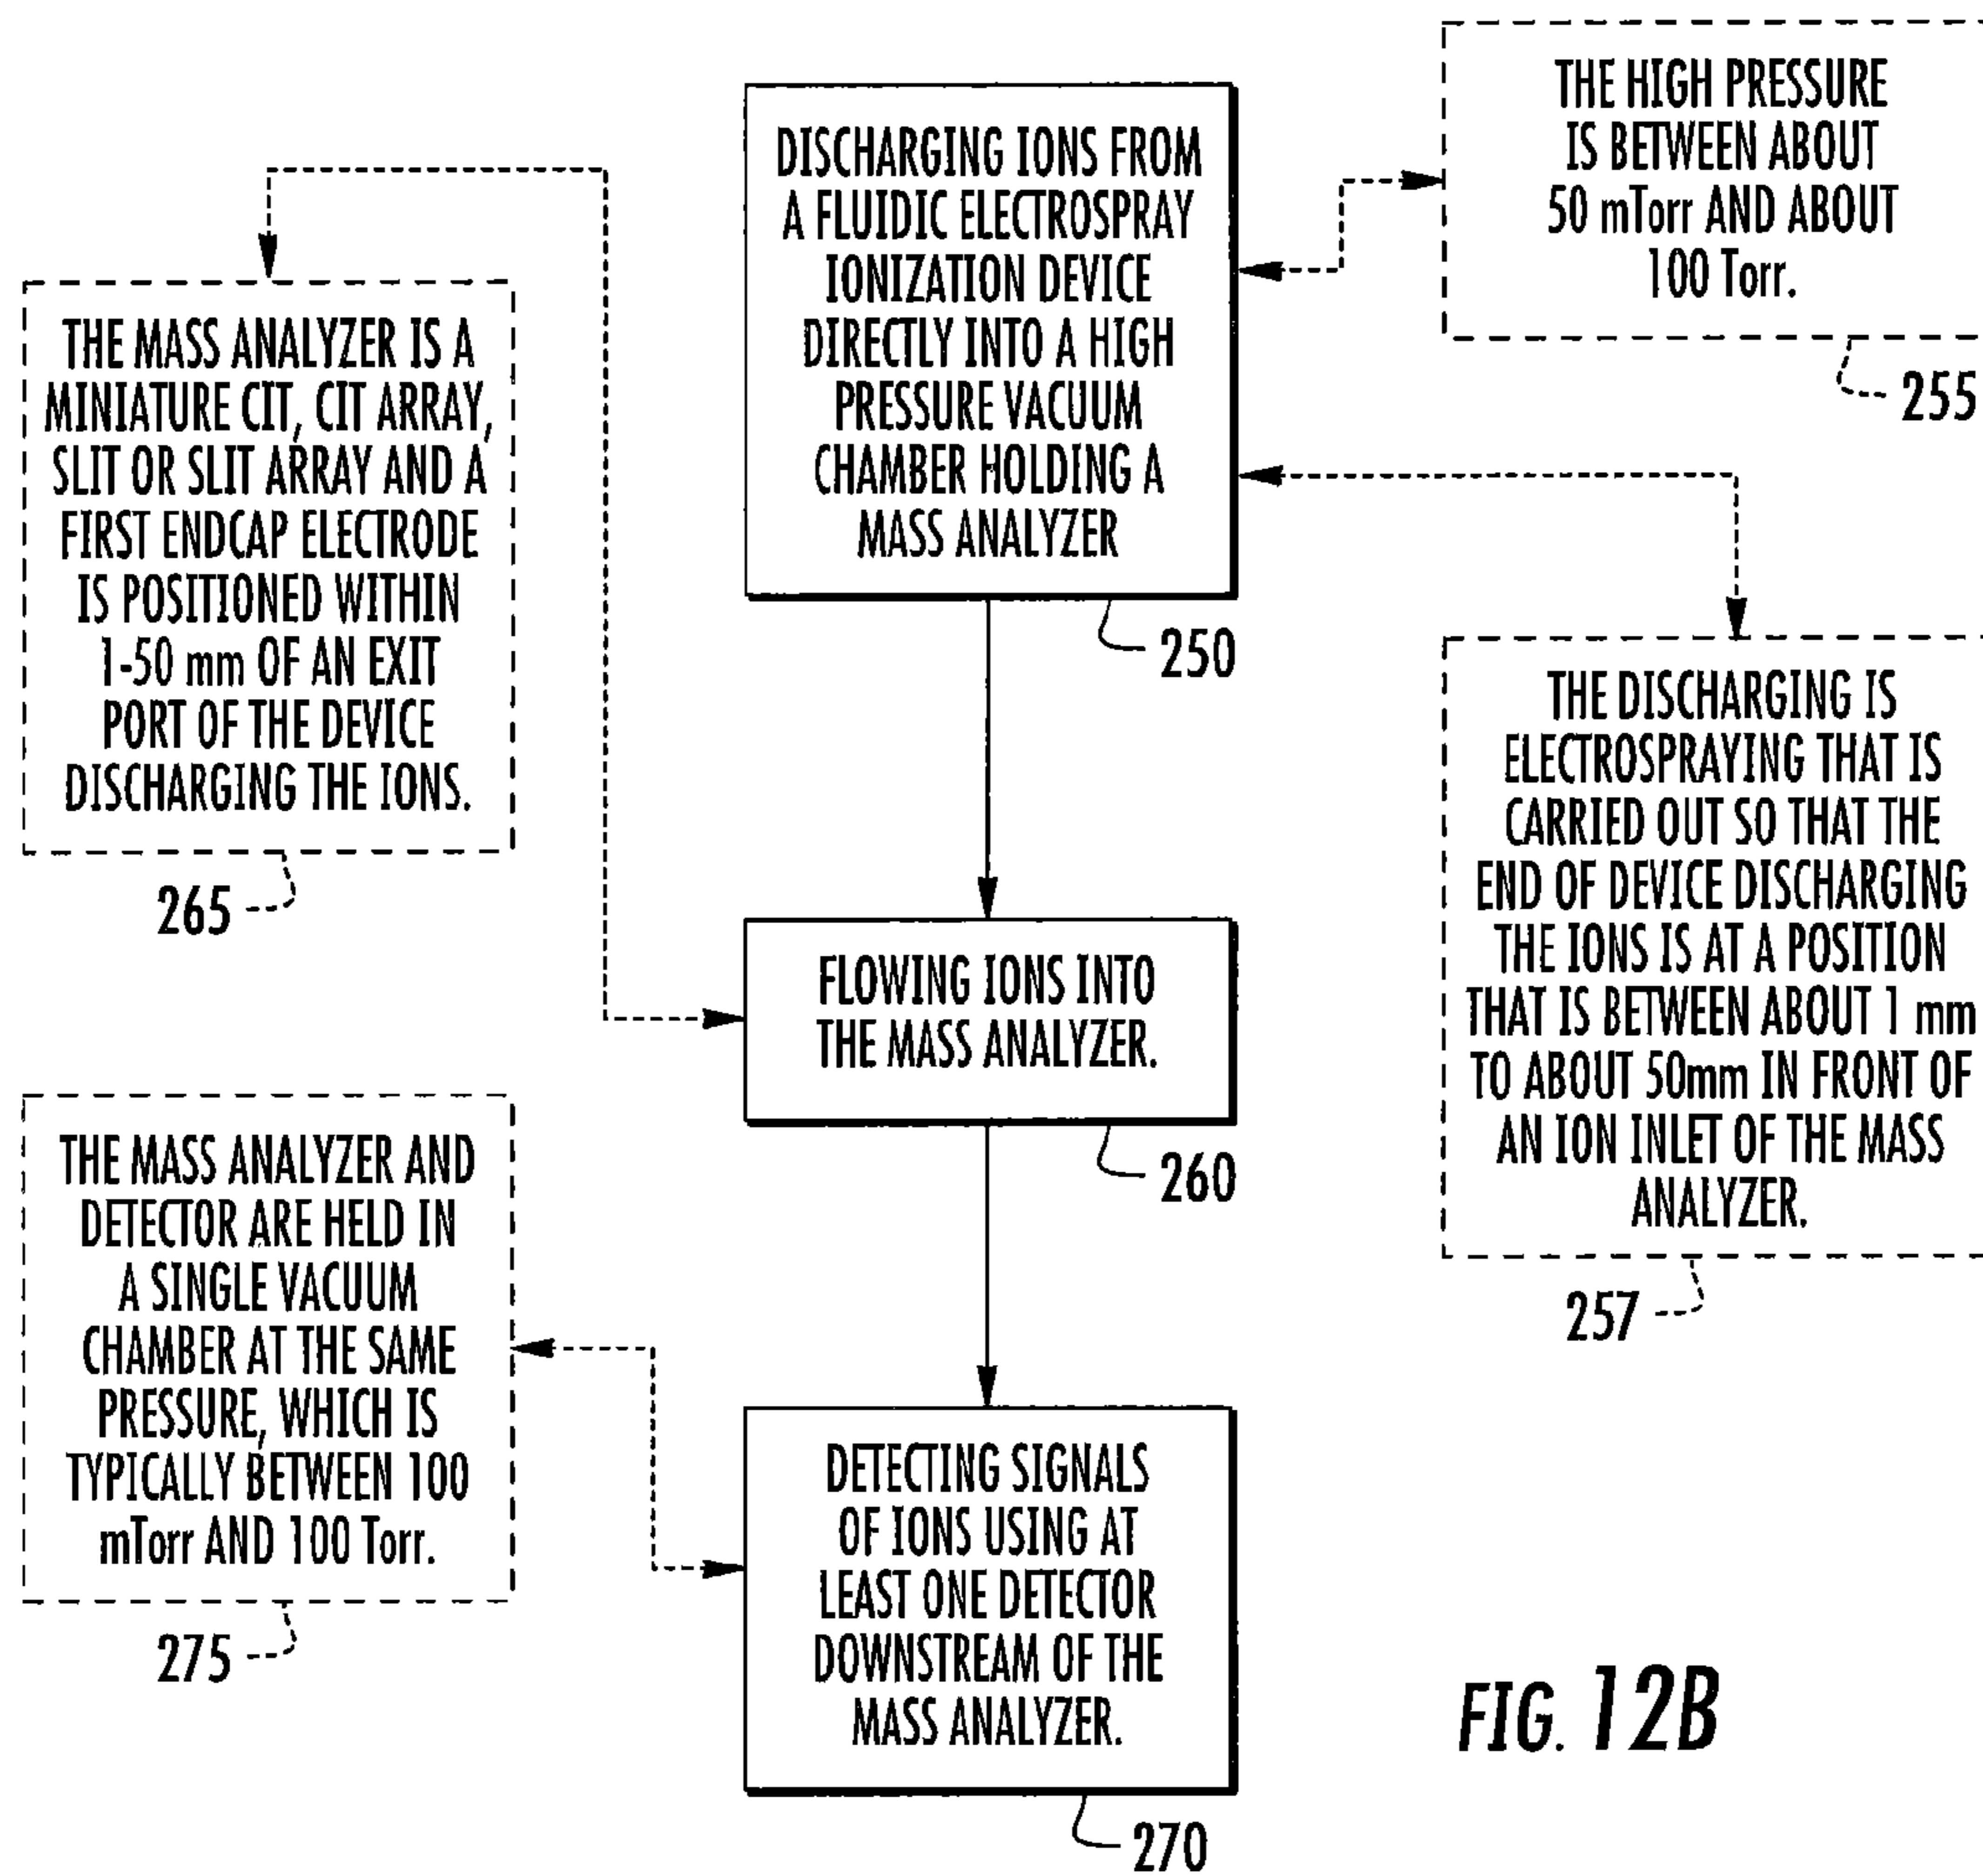 DISCHARGING IONS FROM
A FLUIDIC ELECTROSPRAY
IONIZATION DEVICE
DIRECTLY INTO A HIGH
PRESSURE VACUUM
CHAMBER HOLDING A
MASS ANALYZER
250
THE HIGH PRESSURE
IS BETWEEN ABOUT
50 mTorr AND ABOUT
100 Torr.
255
THE DISCHARGING IS
ELECTROSPRAYING THAT IS
CARRIED OUT SO THAT THE
END OF DEVICE DISCHARGING
THE IONS IS AT A POSITION
THAT IS BETWEEN ABOUT 1 mm
TO ABOUT 50mm IN FRONT OF
AN ION INLET OF THE MASS
ANALYZER.
257
THE MASS ANALYZER IS A
MINIATURE CIT, CIT ARRAY,
SLIT OR SLIT ARRAY AND A
FIRST ENDCAP ELECTRODE
IS POSITIONED WITHIN
1-50 mm OF AN EXIT
PORT OF THE DEVICE
DISCHARGING THE IONS.
265
FLOWING IONS INTO
THE MASS ANALYZER.
260
THE MASS ANALYZER AND
DETECTOR ARE HELD IN
A SINGLE VACUUM
CHAMBER AT THE SAME
PRESSURE, WHICH IS
TYPICALLY BETWEEN 100
mTorr AND 100 Torr.
275
DETECTING SIGNALS
OF IONS USING AT
LEAST ONE DETECTOR
DOWNSTREAM OF THE
MASS ANALYZER.
270
FIG. 12B